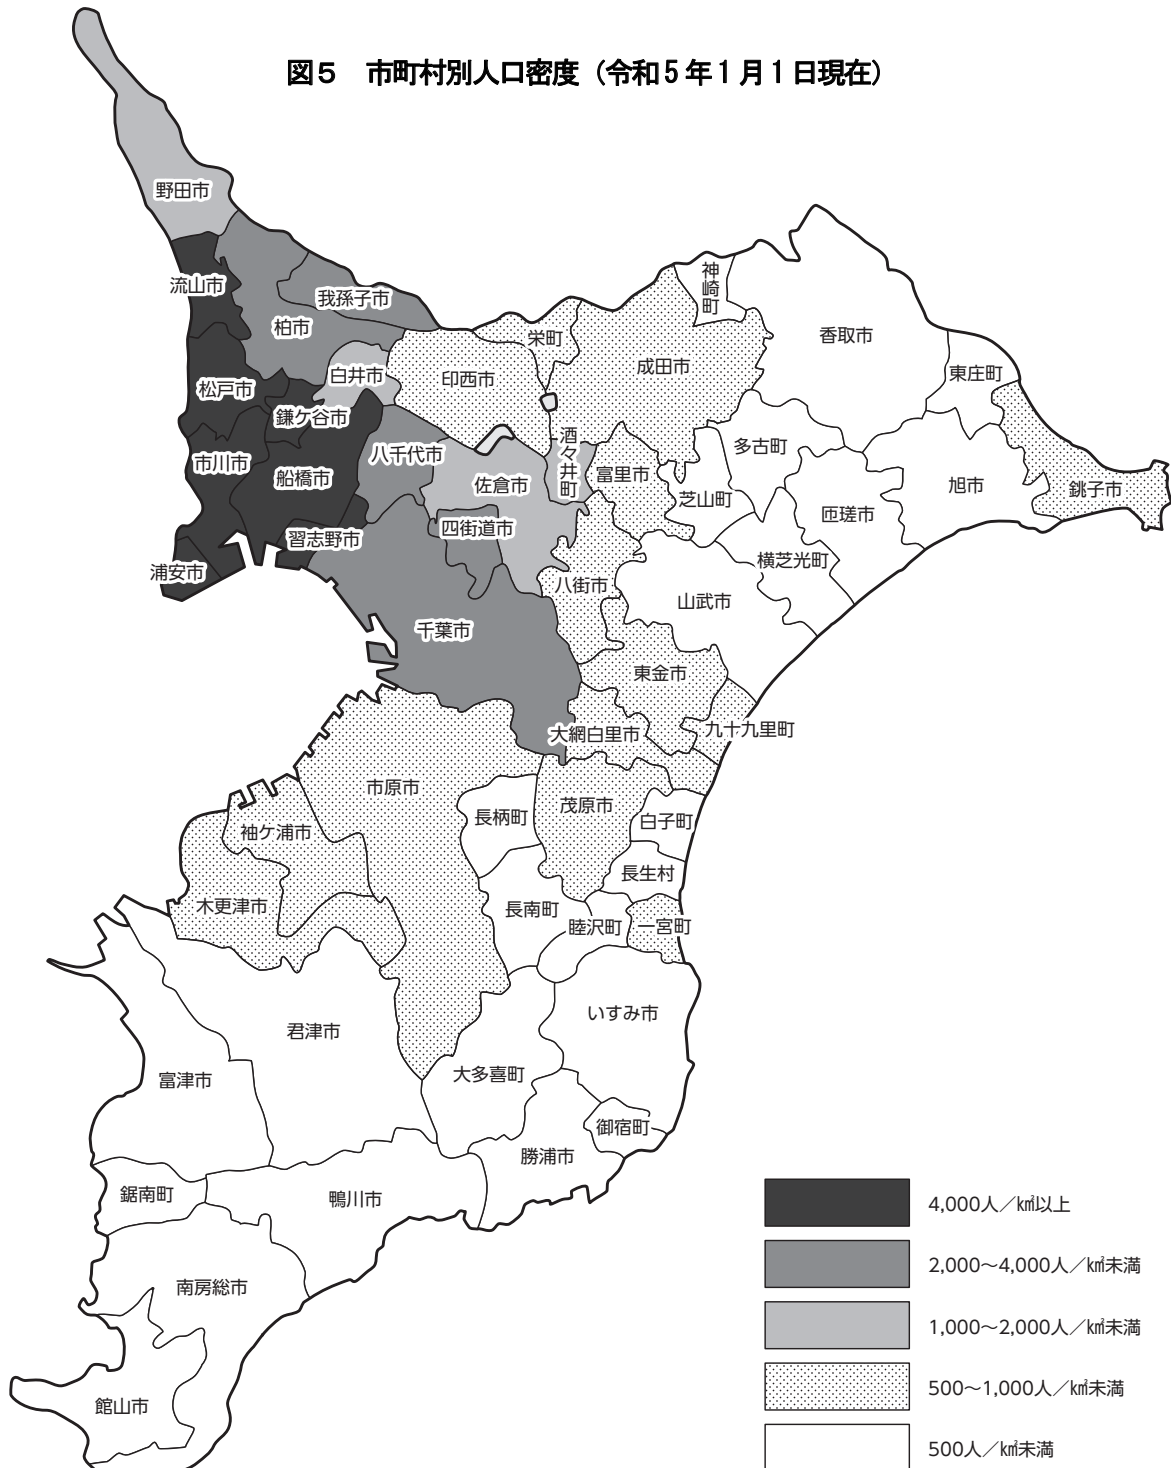 図5 市町村別人口密度（令和5年1月1日現在）
野田市
流山市
我孫子市
柏市
松戸市
白井市
鎌ケ谷市
市川市
船橋市
八千代市
習志野市
浦安市
印西市
栄町
成田市
神崎町
香取市
東庄町
酒々井町
佐倉市
四街道市
富里市
芝山町
多古町
匝瑳市
旭市
銚子市
横芝光町
八街市
山武市
千葉市
東金市
九十九里町
大網白里市
市原市
茂原市
長柄町
白子町
袖ケ浦市
長生村
木更津市
長南町
睦沢町
一宮町
君津市
いすみ市
富津市
大多喜町
御宿町
勝浦市
鋸南町
鴨川市
南房総市
館山市
4,000人／㎢以上
2,000～4,000人／㎢未満
1,000～2,000人／㎢未満
500～1,000人／㎢未満
500人／㎢未満